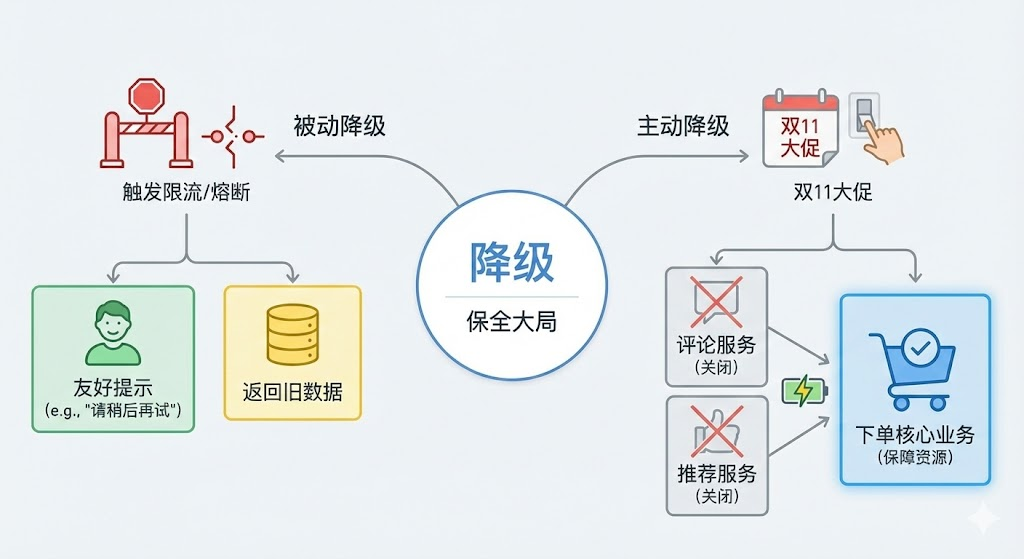 降级
保全大局
被动降级
触发限流/熔断
友好提示
(e.g., "请稍后再试")
返回旧数据
主动降级
双11
大促
双11大促
评论服务
(关闭)
推荐服务
(关闭)
下单核心业务
(保障资源)